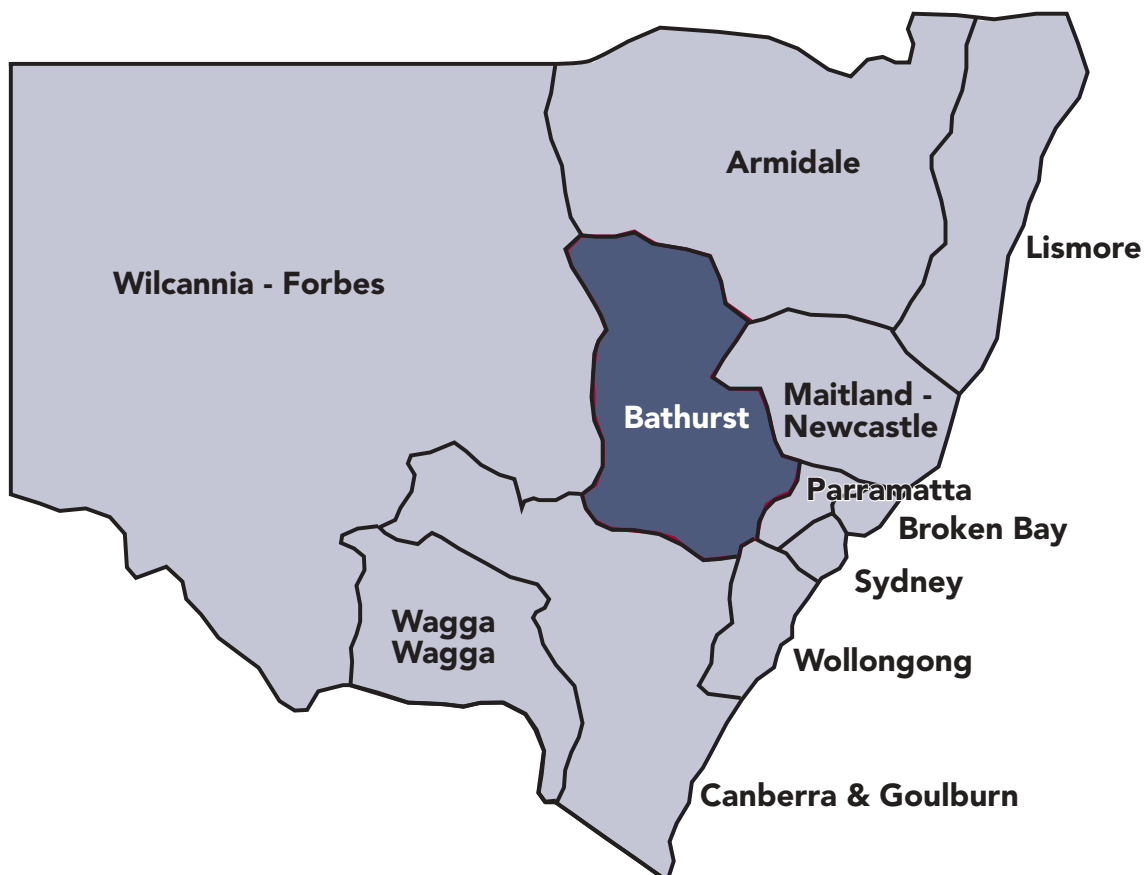 Armidale
Lismore
Wilcannia - Forbes
Maitland -
Newcastle
Bathurst
Parramatta
Broken Bay
Sydney
Wagga
Wagga
Wollongong
Canberra & Goulburn